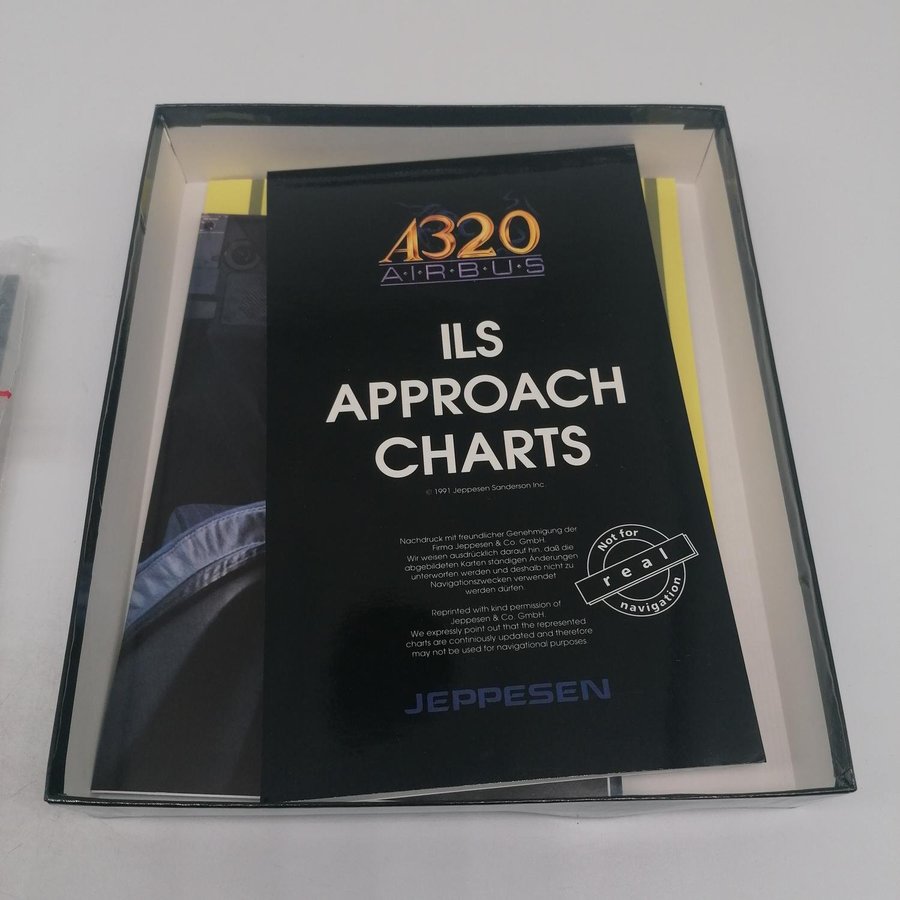 A320
A·I·R·B·U·S
ILS
APPROACH
CHARTS
© 1991 Jeppesen Sanderson Inc.
Nachdruck mit freundlicher Genehmigung der
Firma Jeppesen & Co. GmbH.
Wir weisen ausdrücklich darauf hin, daß die
abgebildeten Karten ständigen Änderungen
unterworfen werden und deshalb nicht zu
Navigationszwecken verwendet
werden dürfen.
Reprinted with kind permission of
Jeppesen & Co. GmbH.
We expressly point out that the represented
charts are continiously updated and therefore
may not be used for navigational purposes.
Not for
real
navigation
JEPPESEN